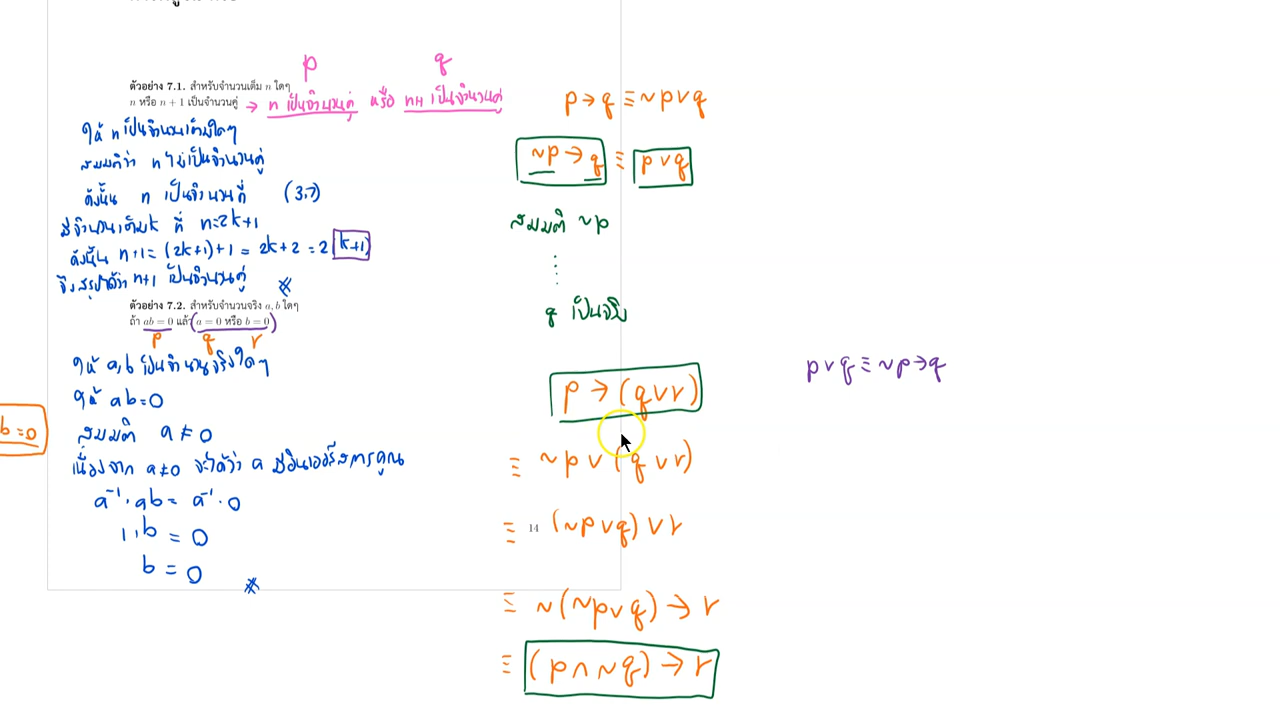 p q
ตัวอย่าง 7.1. สำหรับจำนวนเต็ม n ใดๆ
n หรือ n + 1 เป็นจำนวนคู่ → n เป็นจำนวนคู่ หรือ n+1 เป็นจำนวนคู่
ให้ n เป็นจำนวนเต็มใดๆ
สมมติว่า n ไม่เป็นจำนวนคู่
ดังนั้น n เป็นจำนวนคี่ (3.7)
มีจำนวนเต็ม k ที่ n=2k+1
ดังนั้น n+1 = (2k+1)+1 = 2k+2 = 2(k+1)
จึงสรุปได้ว่า n+1 เป็นจำนวนคู่ #
ตัวอย่าง 7.2. สำหรับจำนวนจริง a, b ใดๆ
ถ้า ab = 0 แล้ว (a = 0 หรือ b = 0)
p q r
ให้ a,b เป็นจำนวนจริงใดๆ
ให้ ab=0
b=0
สมมติ a ≠ 0
เนื่องจาก a≠0 จะได้ว่า a มีอินเวอร์สการคูณ
a⁻¹·ab = a⁻¹·0
1·b = 0
b = 0 #
p→q ≡ ~p∨q
~p→q ≡ p∨q
สมมติ ~p
⋮
q เป็นจริง
p → (q∨r)
≡ ~p∨(q∨r)
≡ (~p∨q)∨r
14
≡ ~(~p∨q) → r
≡ (p∧~q) → r
p∨q ≡ ~p→q